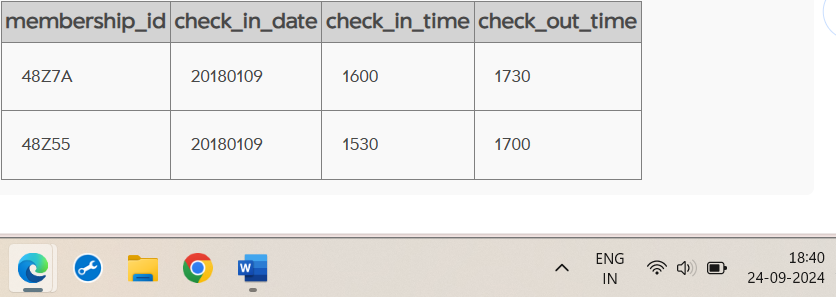 membership_id check_in_date check_in_time check_out_time
48Z7A 20180109 1600 1730
48Z55 20180109 1530 1700
W
ENG
IN
18:40
24-09-2024